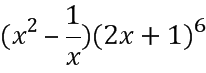 (x² − 1/x)(2x + 1)⁶